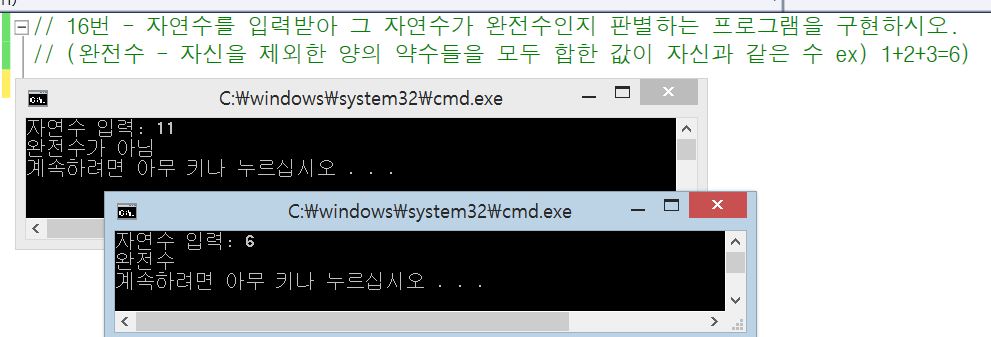 // 16번 - 자연수를 입력받아 그 자연수가 완전수인지 판별하는 프로그램을 구현하시오.
// (완전수 - 자신을 제외한 양의 약수들을 모두 합한 값이 자신과 같은 수 ex) 1+2+3=6)
C:₩windows₩system32₩cmd.exe
자연수 입력: 11
완전수가 아님
계속하려면 아무 키나 누르십시오 . . .
C:₩windows₩system32₩cmd.exe
자연수 입력: 6
완전수
계속하려면 아무 키나 누르십시오 . . .